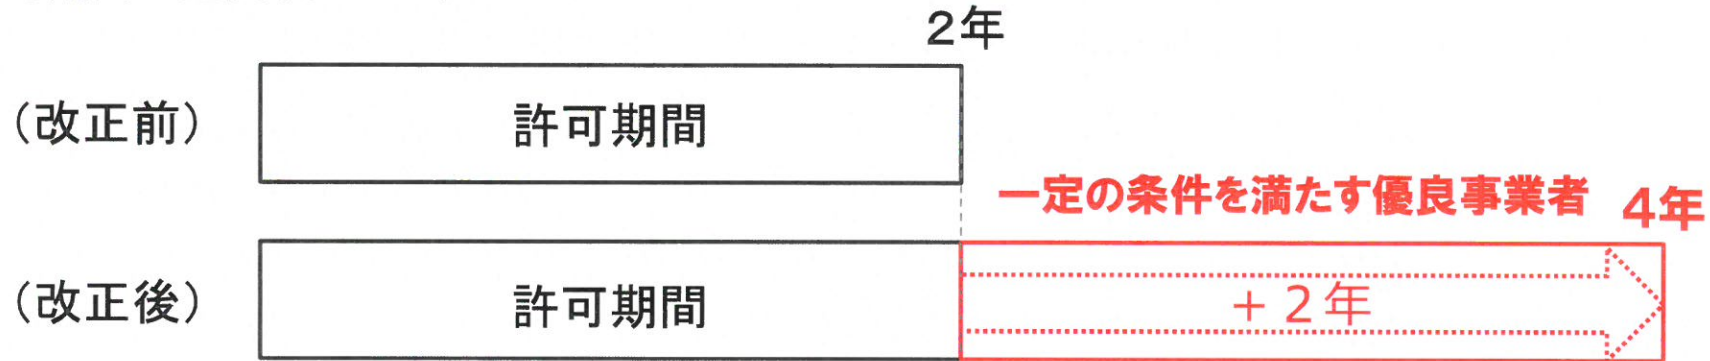 2年
（改正前）
許可期間
一定の条件を満たす優良事業者 4年
（改正後）
許可期間
+2年